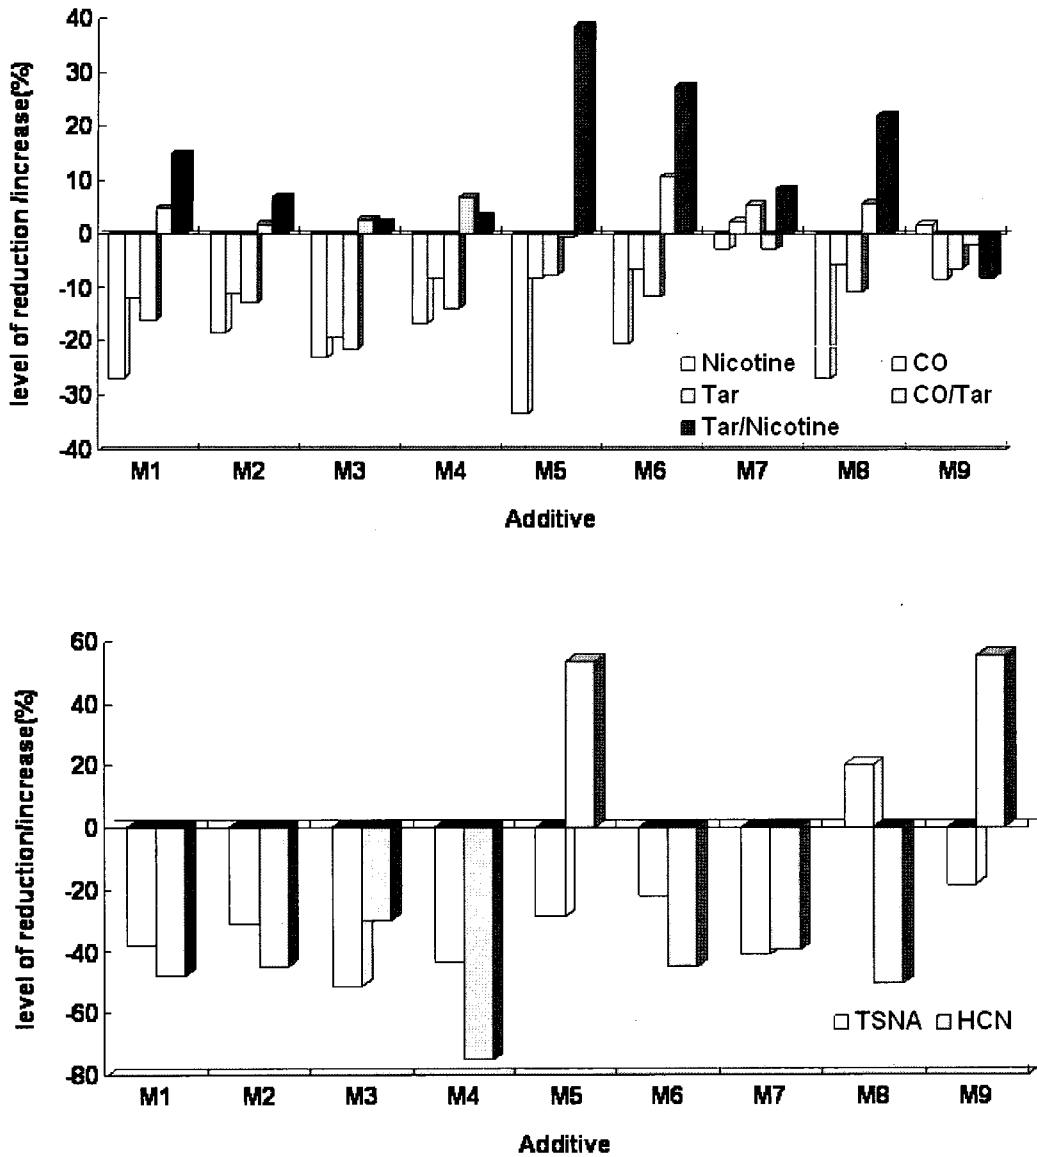 level of reduction /increase(%)
40
30
20
10
0
-10
-20
-30
-40
Nicotine CO
Tar CO/Tar
Tar/Nicotine
M1 M2 M3 M4 M5 M6 M7 M8 M9
Additive
level of reduction/increase(%)
60
40
20
0
-20
-40
-60
-80
TSNA HCN
M1 M2 M3 M4 M5 M6 M7 M8 M9
Additive